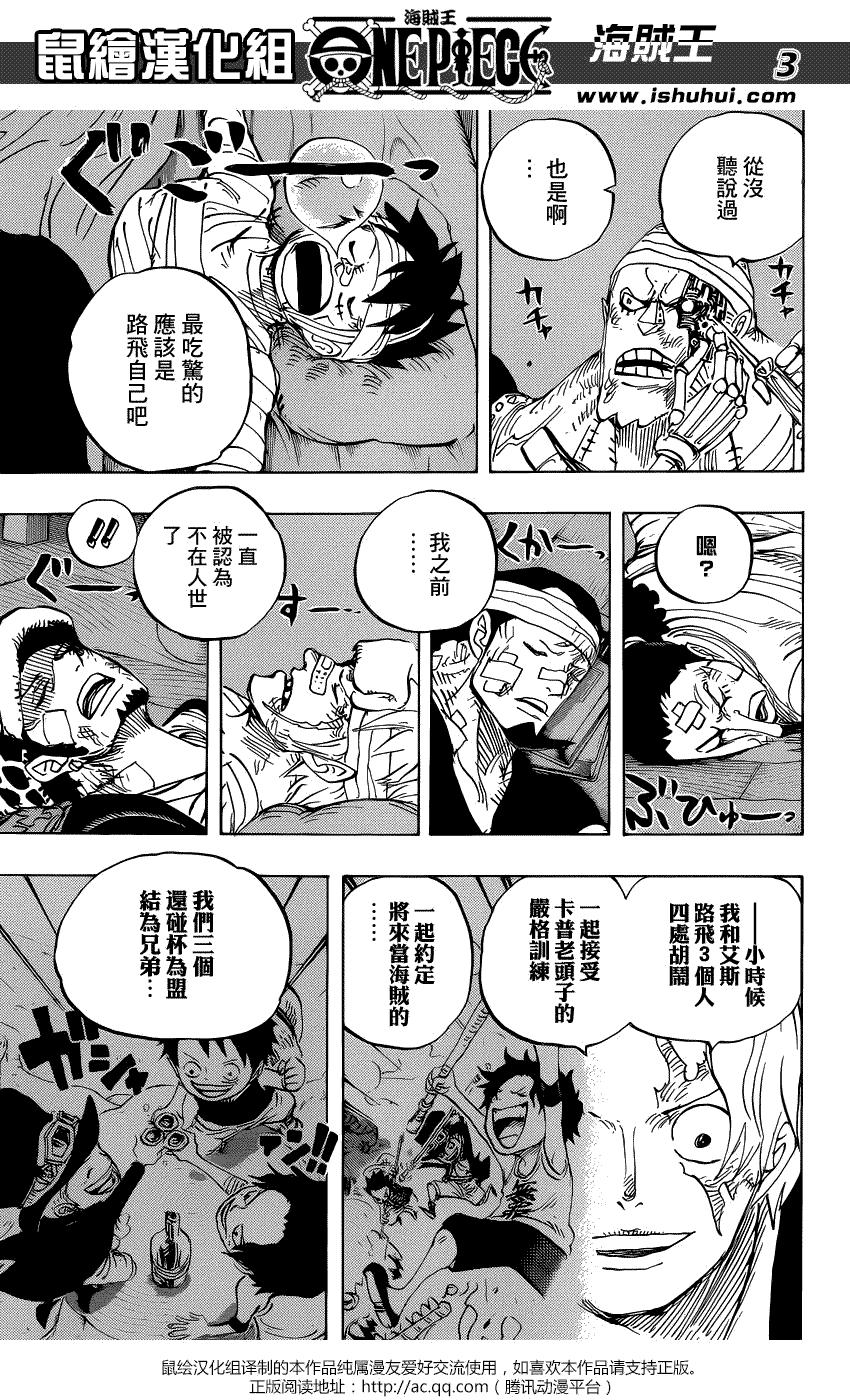 鼠繪漢化組
海賊王
ONE PIECE
海賊王
3
www.ishuhui.com
從沒
聽說過
也是啊
…
カチャ
カチャ
ぐー
最吃驚的
應該是
路飛自己吧
嗯？
ぶひゅーっ
我之前
……
くかーっ
一直
被認為
不在人世
了
すー…
!!
ぐー…
——小時候
我和艾斯
路飛3個人
四處胡鬧
一起接受
卡普老頭子的
嚴格訓練
一起約定
將來當海賊的
……
我們三個
還碰杯為盟
結為兄弟…
ガシャ
ァン!!
鼠绘汉化组译制的本作品纯属漫友爱好交流使用，如喜欢本作品请支持正版。
正版阅读地址：http://ac.qq.com（腾讯动漫平台）